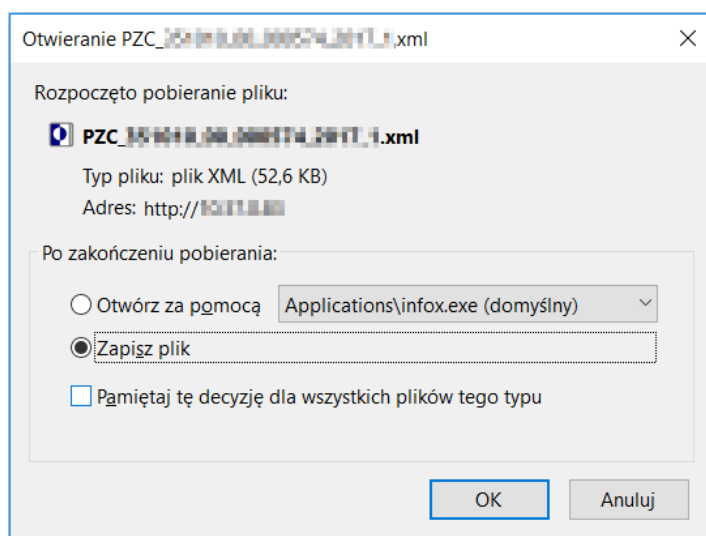 Otwieranie PZC_ .xml
Rozpoczęto pobieranie pliku:
PZC_ .xml
Typ pliku: plik XML (52,6 KB)
Adres: http://
Po zakończeniu pobierania:
Otwórz za pomocą Applications\infox.exe (domyślny)
Zapisz plik
Pamiętaj tę decyzję dla wszystkich plików tego typu
OK Anuluj